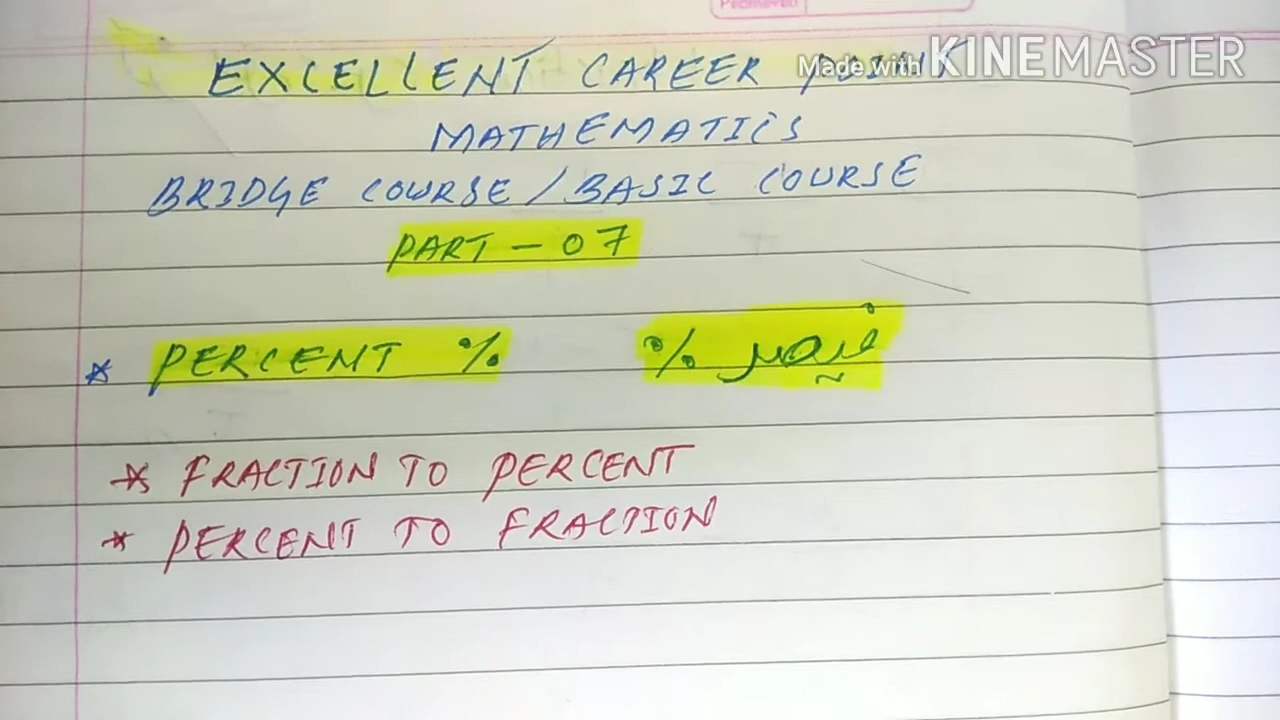 EXCELLENT CAREER POINT
Made with KINEMASTER
MATHEMATICS
BRIDGE COURSE / BASIC COURSE
PART - 07
* PERCENT % فیصد %
* FRACTION TO PERCENT
* PERCENT TO FRACTION